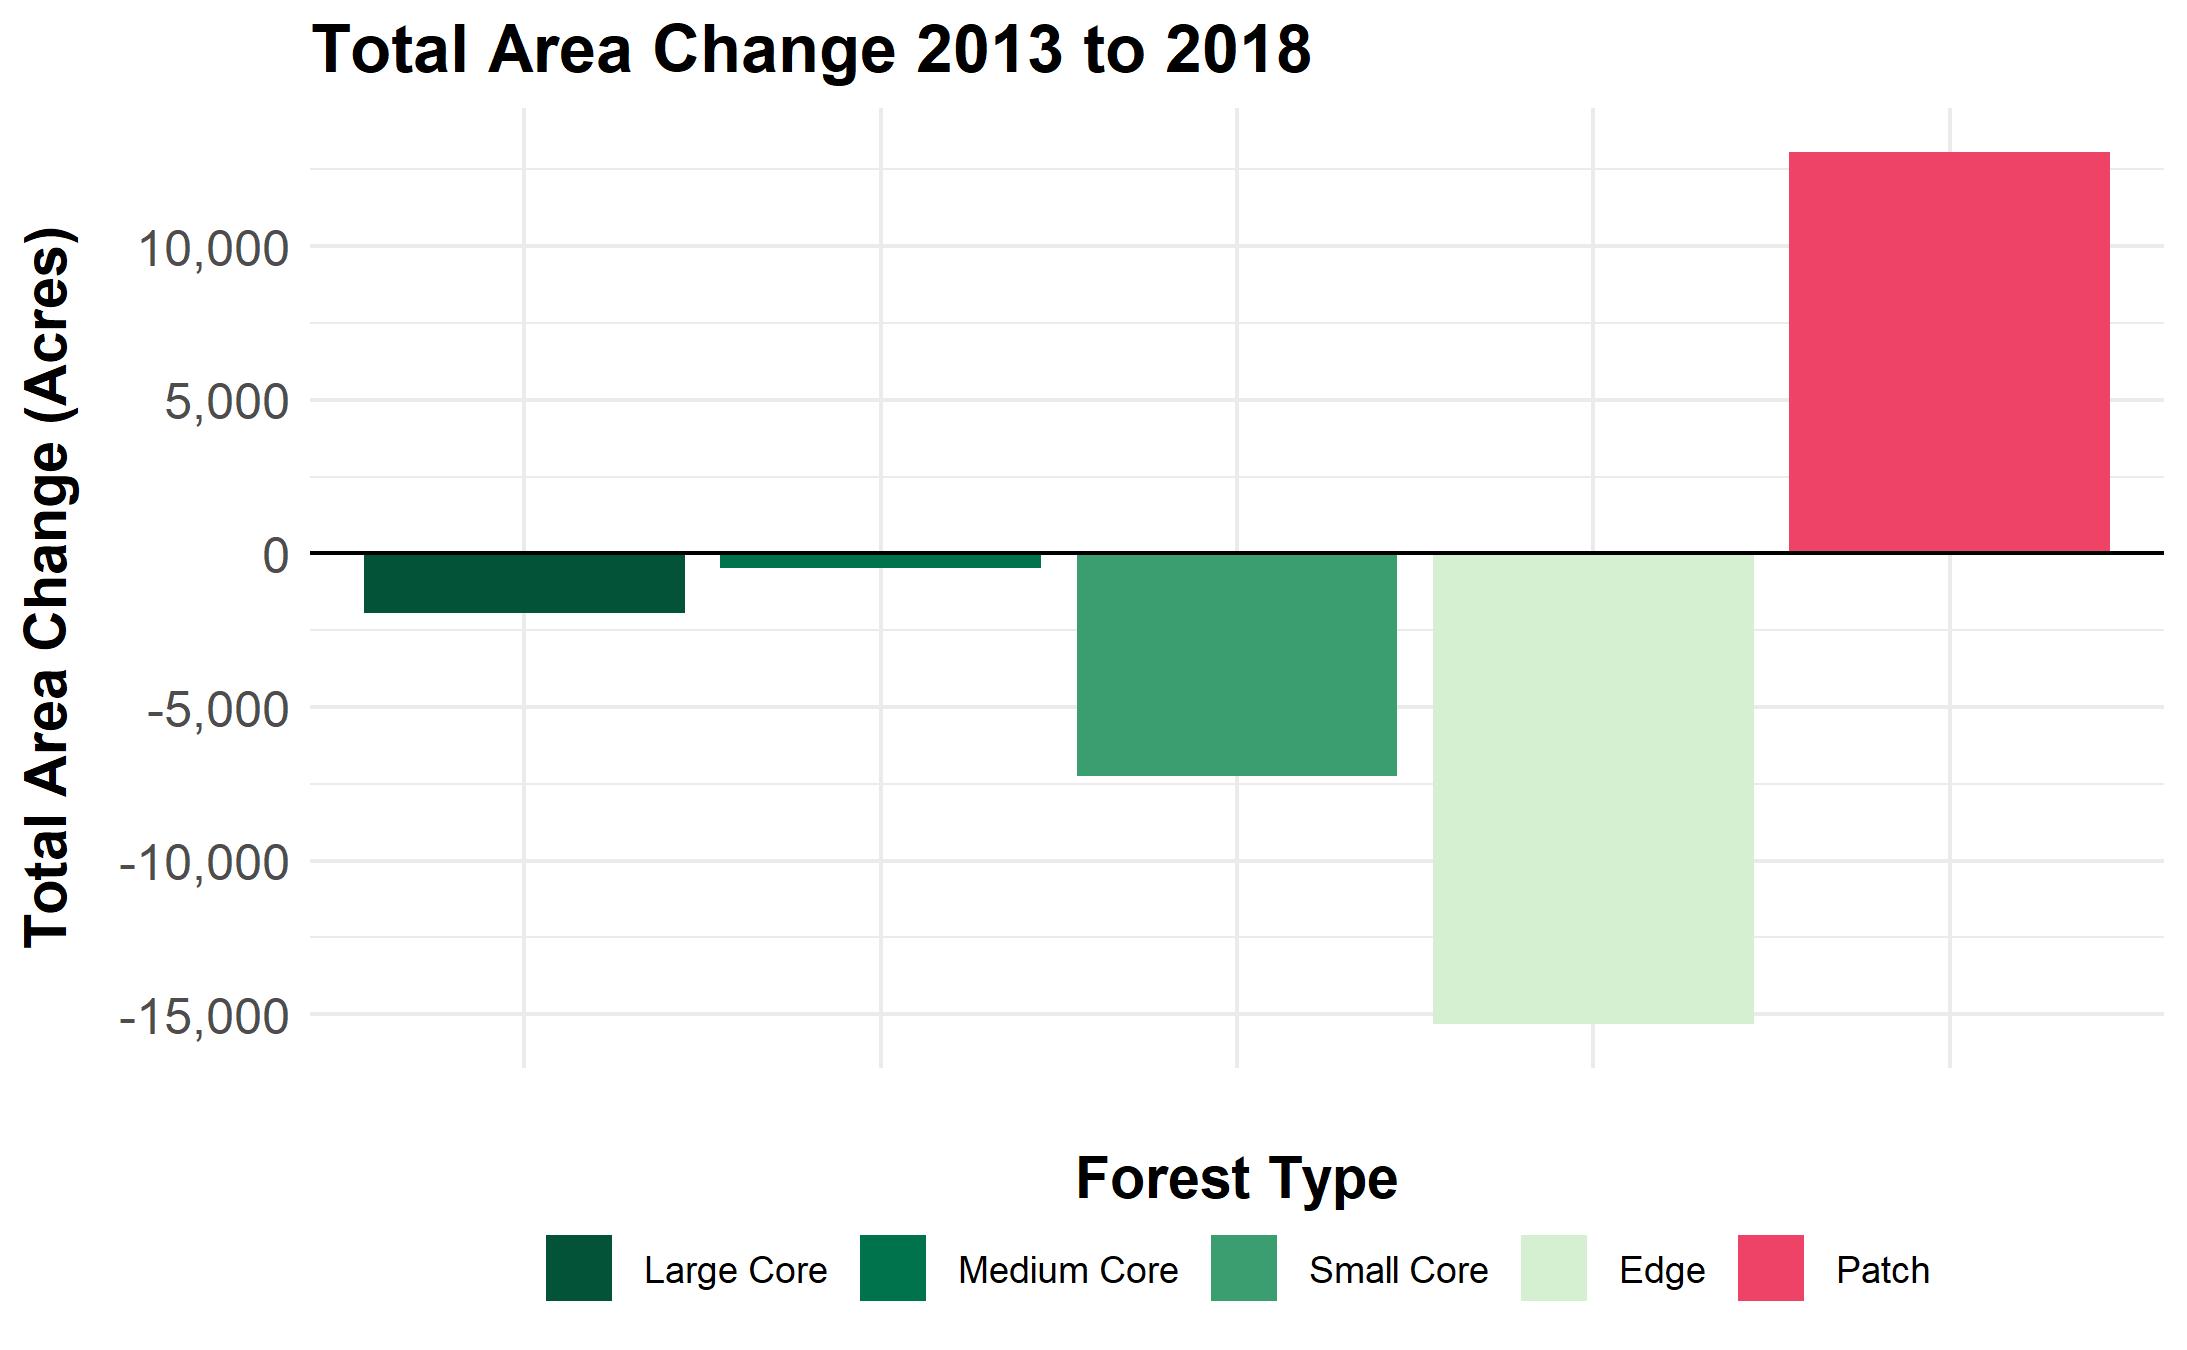 Total Area Change 2013 to 2018
Total Area Change (Acres)
10,000
5,000
0
-5,000
-10,000
-15,000
Forest Type
Large Core
Medium Core
Small Core
Edge
Patch